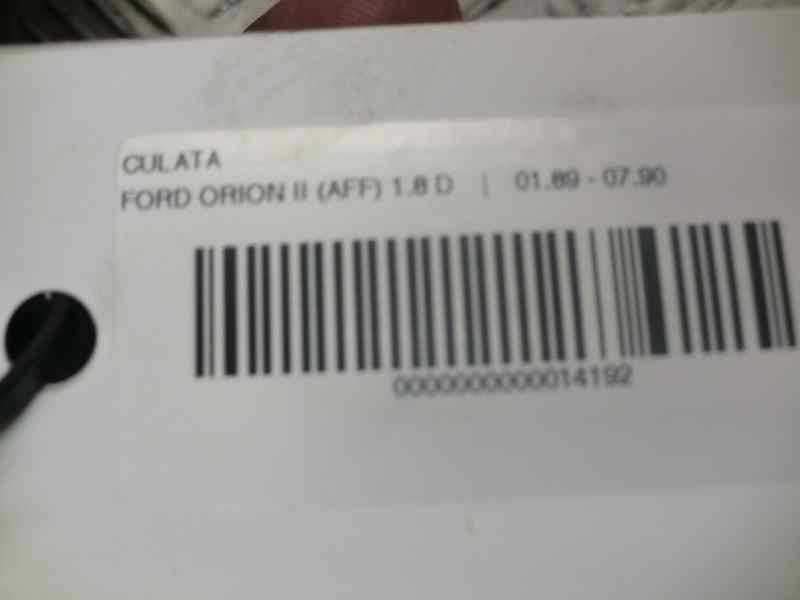 CULATA
FORD ORION II (AFF) 1.8 D | 01.89 - 07.90
0000000000014192